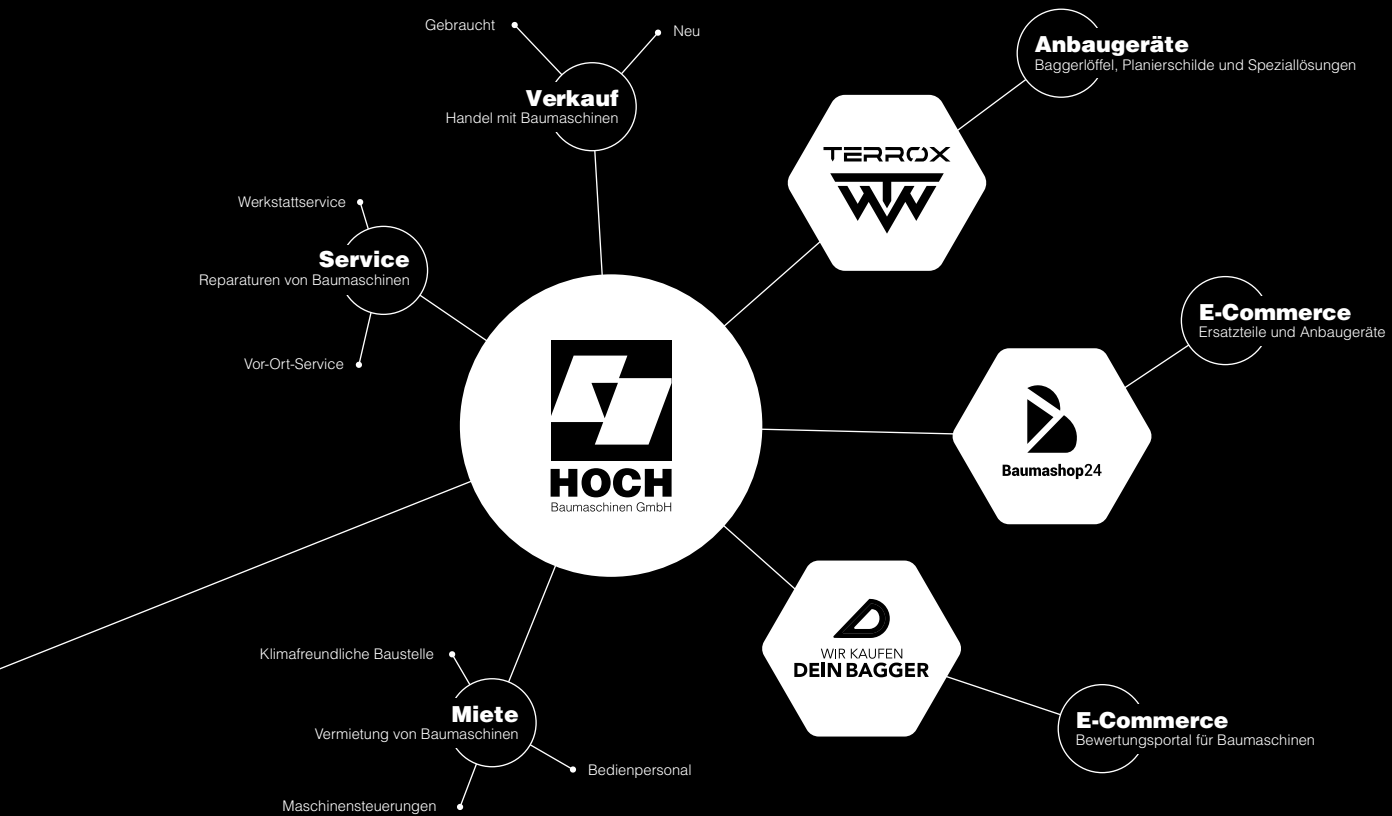 Gebraucht
Neu
Verkauf
Handel mit Baumaschinen
Anbaugeräte
Baggerlöffel, Planierschilde und Speziallösungen
TERROX
Werkstattservice
Service
Reparaturen von Baumaschinen
Vor-Ort-Service
HOCH
Baumaschinen GmbH
E-Commerce
Ersatzteile und Anbaugeräte
Baumashop24
WIR KAUFEN
DEIN BAGGER
Klimafreundliche Baustelle
Miete
Vermietung von Baumaschinen
Bedienpersonal
Maschinensteuerungen
E-Commerce
Bewertungsportal für Baumaschinen